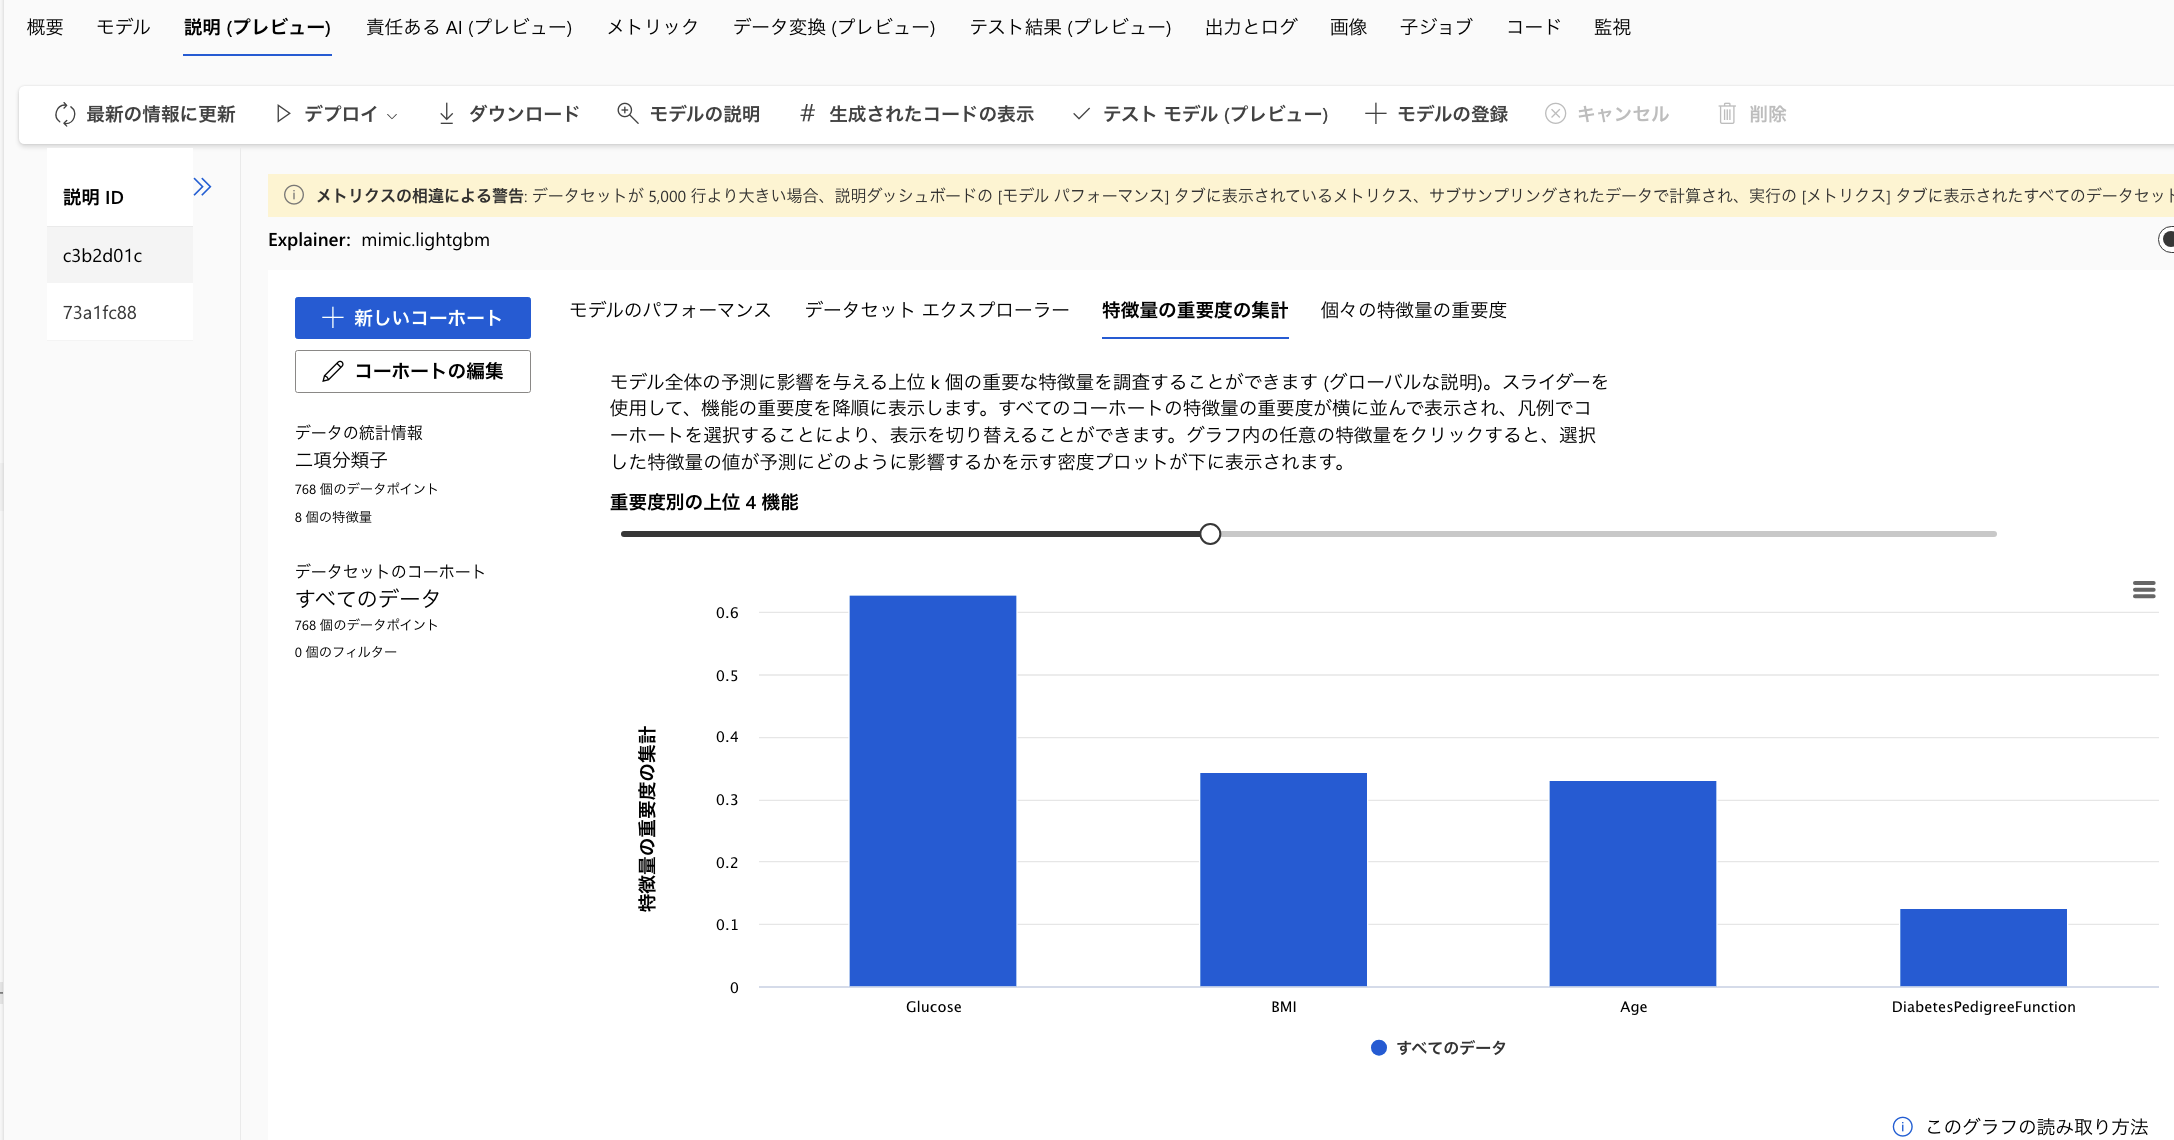 概要 モデル 説明 (プレビュー) 責任ある AI (プレビュー) メトリック データ変換 (プレビュー) テスト結果 (プレビュー) 出力とログ 画像 子ジョブ コード 監視
最新の情報に更新 デプロイ ダウンロード モデルの説明 # 生成されたコードの表示 テスト モデル (プレビュー) モデルの登録 キャンセル 削除
説明 ID
c3b2d01c
73a1fc88
メトリクスの相違による警告: データセットが 5,000 行より大きい場合、説明ダッシュボードの [モデル パフォーマンス] タブに表示されているメトリクス、サブサンプリングされたデータで計算され、実行の [メトリクス] タブに表示されたすべてのデータセット
Explainer: mimic.lightgbm
新しいコーホート
コーホートの編集
データの統計情報
二項分類子
768 個のデータポイント
8 個の特徴量
データセットのコーホート
すべてのデータ
768 個のデータポイント
0 個のフィルター
モデルのパフォーマンス データセット エクスプローラー 特徴量の重要度の集計 個々の特徴量の重要度
モデル全体の予測に影響を与える上位 k 個の重要な特徴量を調査することができます (グローバルな説明)。スライダーを
使用して、機能の重要度を降順に表示します。すべてのコーホートの特徴量の重要度が横に並んで表示され、凡例でコ
ーホートを選択することにより、表示を切り替えることができます。グラフ内の任意の特徴量をクリックすると、選択
した特徴量の値が予測にどのように影響するかを示す密度プロットが下に表示されます。
重要度別の上位 4 機能
特徴量の重要度の集計
0.6
0.5
0.4
0.3
0.2
0.1
0
Glucose BMI Age DiabetesPedigreeFunction
すべてのデータ
このグラフの読み取り方法